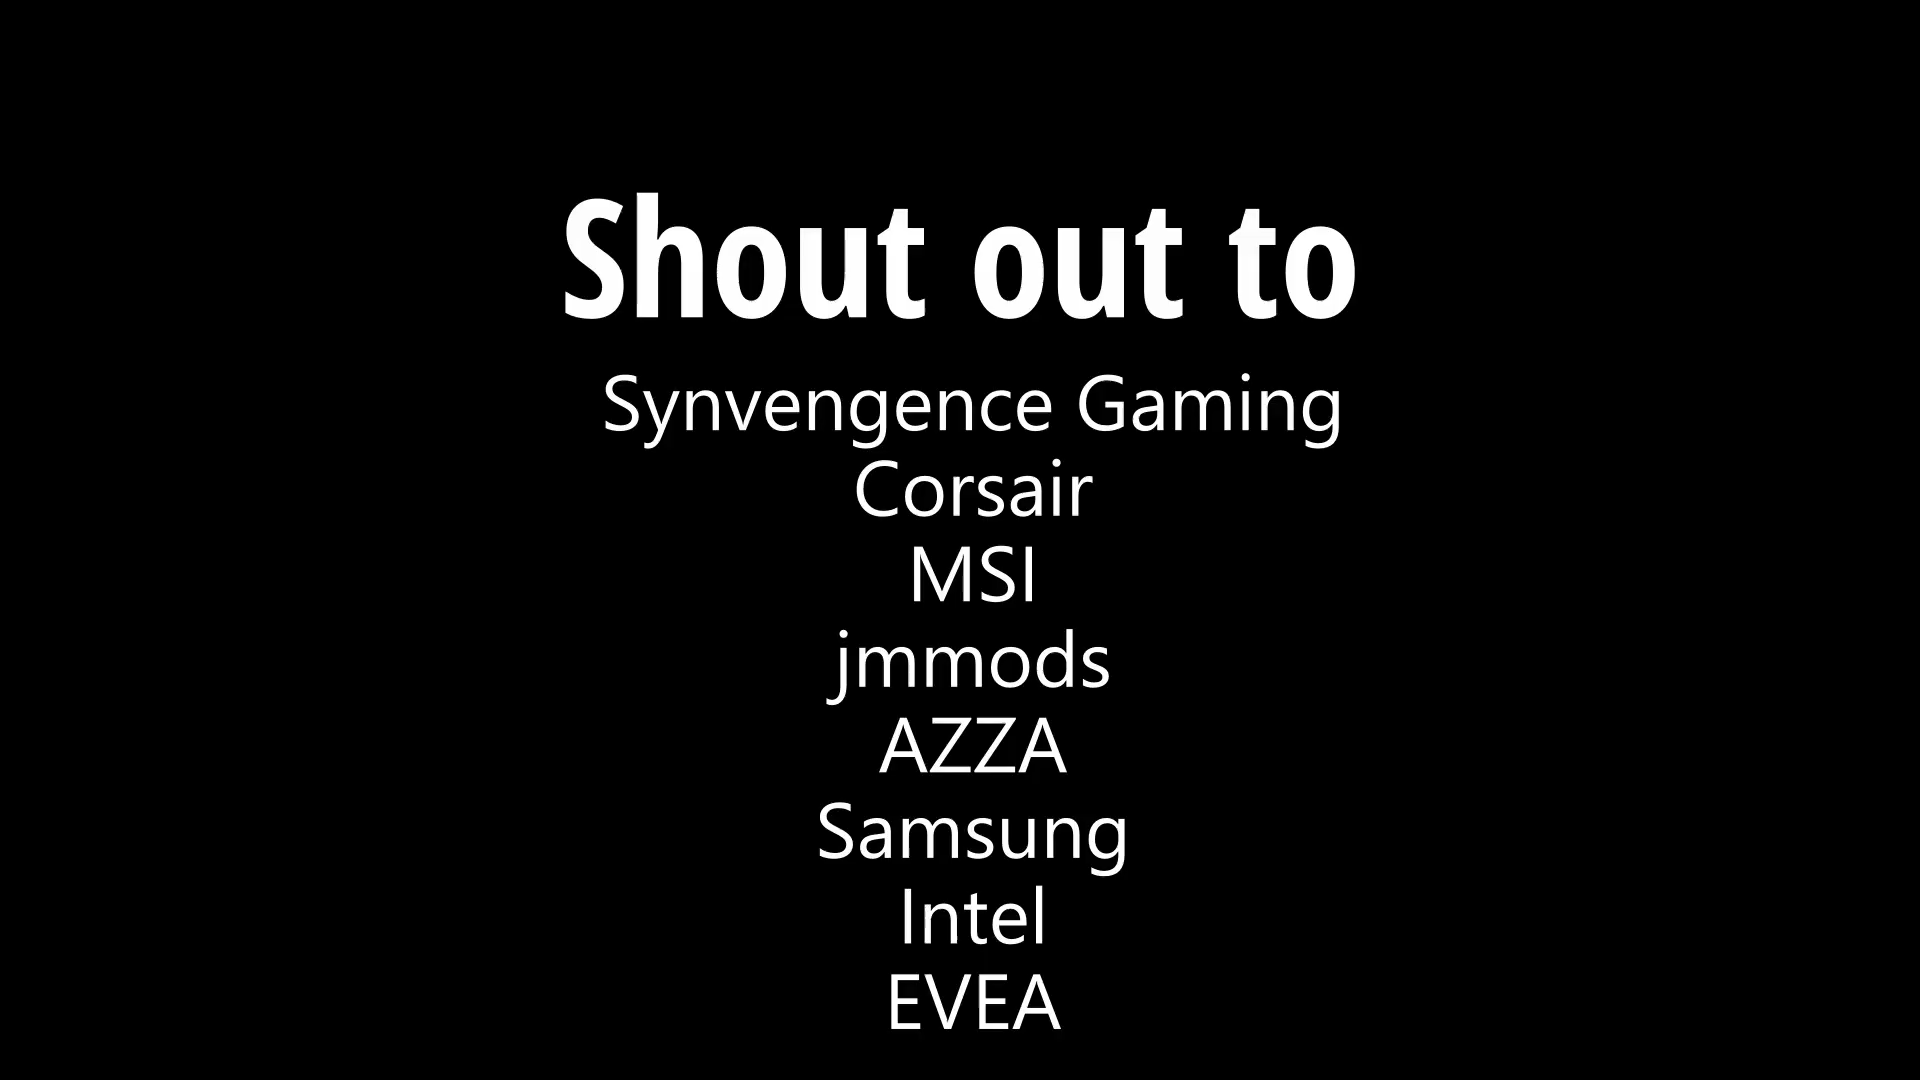 Shout out to
Synvengence Gaming
Corsair
MSI
jmmods
AZZA
Samsung
Intel
EVEA